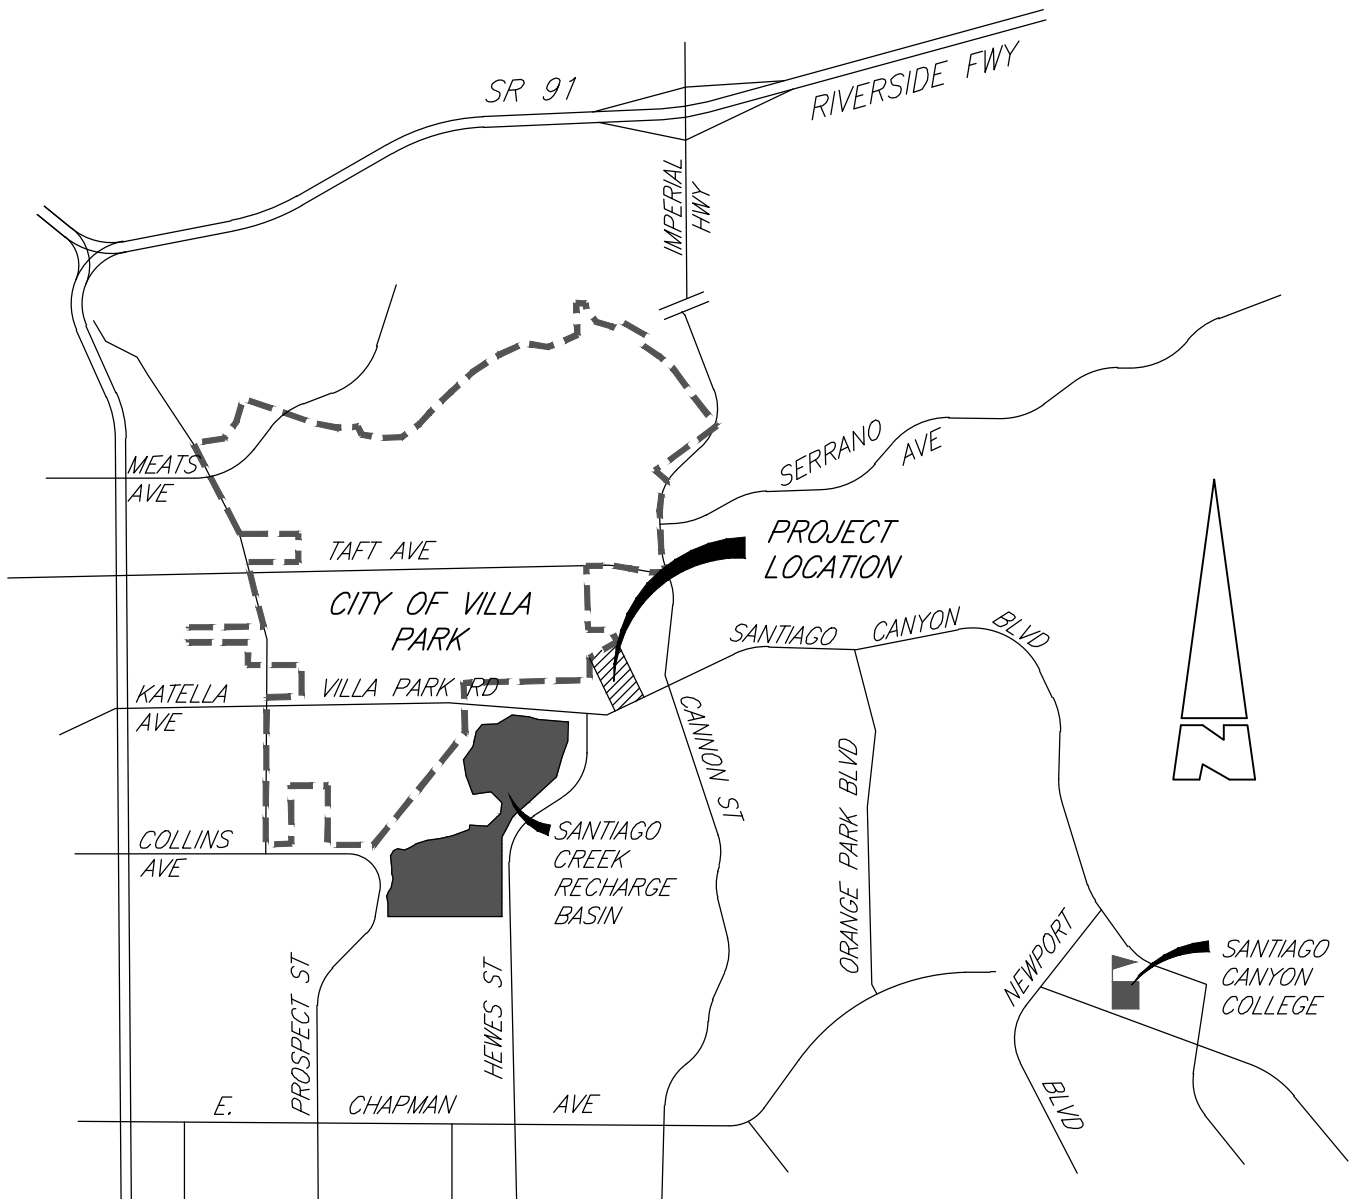 SR 91
RIVERSIDE FWY
IMPERIAL
HWY
SERRANO
AVE
MEATS
AVE
TAFT AVE
PROJECT
LOCATION
CITY OF VILLA
PARK
SANTIAGO CANYON BLVD
KATELLA
AVE
VILLA PARK RD
CANNON ST
ORANGE PARK BLVD
COLLINS
AVE
SANTIAGO
CREEK
RECHARGE
BASIN
PROSPECT ST
HEWES ST
NEWPORT
BLVD
SANTIAGO
CANYON
COLLEGE
E. CHAPMAN AVE
N